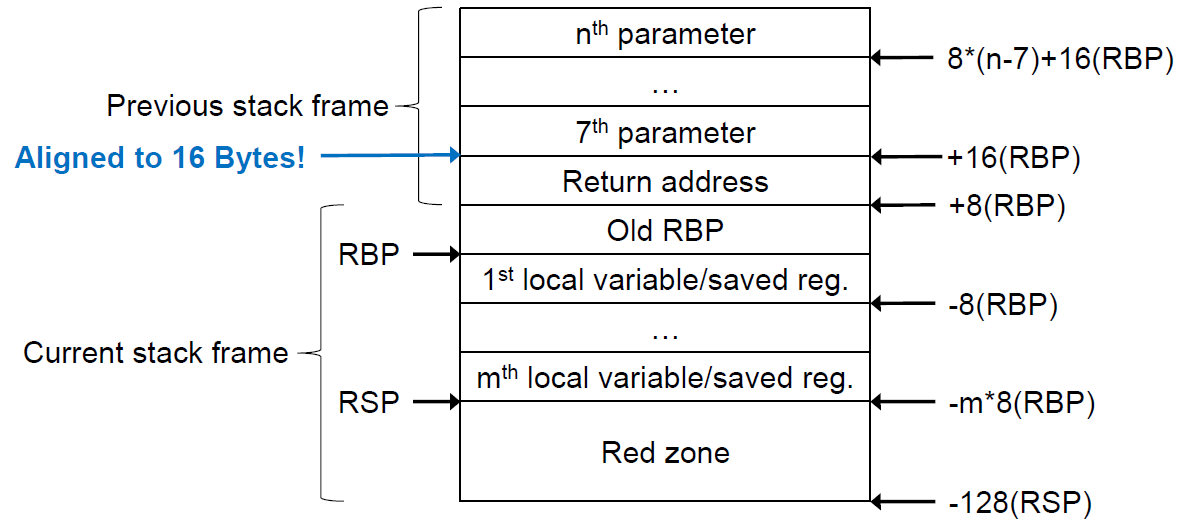 nth parameter
8*(n-7)+16(RBP)
…
Previous stack frame
7th parameter
Aligned to 16 Bytes!
+16(RBP)
Return address
+8(RBP)
Old RBP
RBP
1st local variable/saved reg.
-8(RBP)
…
Current stack frame
mth local variable/saved reg.
RSP
-m*8(RBP)
Red zone
-128(RSP)